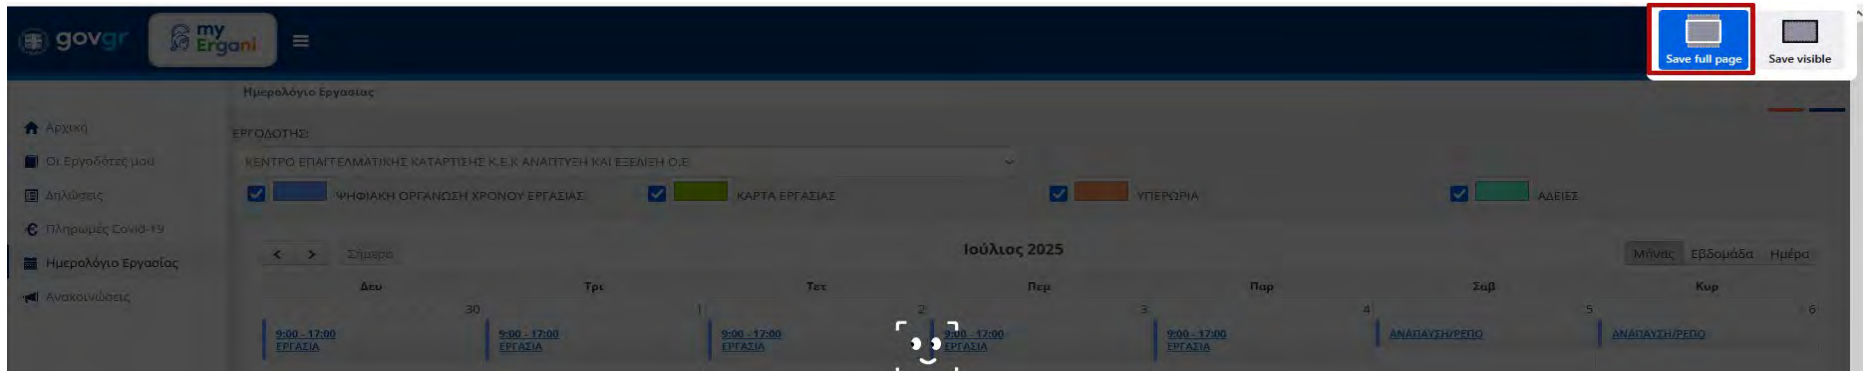 govgr
my
Ergani
Save full page
Save visible
Ημερολόγιο Εργασίας
Αρχική
ΕΡΓΟΔΟΤΗΣ:
Οι Εργοδότες μου
ΚΕΝΤΡΟ ΕΠΑΓΓΕΛΜΑΤΙΚΗΣ ΚΑΤΑΡΤΙΣΗΣ Κ.Ε.Κ ΑΝΑΠΤΥΞΗ ΚΑΙ ΕΞΕΛΙΞΗ Ο.Ε
Δηλώσεις
ΨΗΦΙΑΚΗ ΟΡΓΑΝΩΣΗ ΧΡΟΝΟΥ ΕΡΓΑΣΙΑΣ
ΚΑΡΤΑ ΕΡΓΑΣΙΑΣ
ΥΠΕΡΩΡΙΑ
ΑΔΕΙΕΣ
Πληρωμές Covid-19
Ημερολόγιο Εργασίας
Ανακοινώσεις
< > Σήμερα
Ιούλιος 2025
Μήνας Εβδομάδα Ημέρα
Δευ Τρι Τετ Πεμ Παρ Σαβ Κυρ
30 1 2 3 4 5 6
9:00 - 17:00 9:00 - 17:00 9:00 - 17:00 9:00 - 17:00 9:00 - 17:00 ΑΝΑΠΑΥΣΗ/ΡΕΠΟ ΑΝΑΠΑΥΣΗ/ΡΕΠΟ
ΕΡΓΑΣΙΑ ΕΡΓΑΣΙΑ ΕΡΓΑΣΙΑ ΕΡΓΑΣΙΑ ΕΡΓΑΣΙΑ